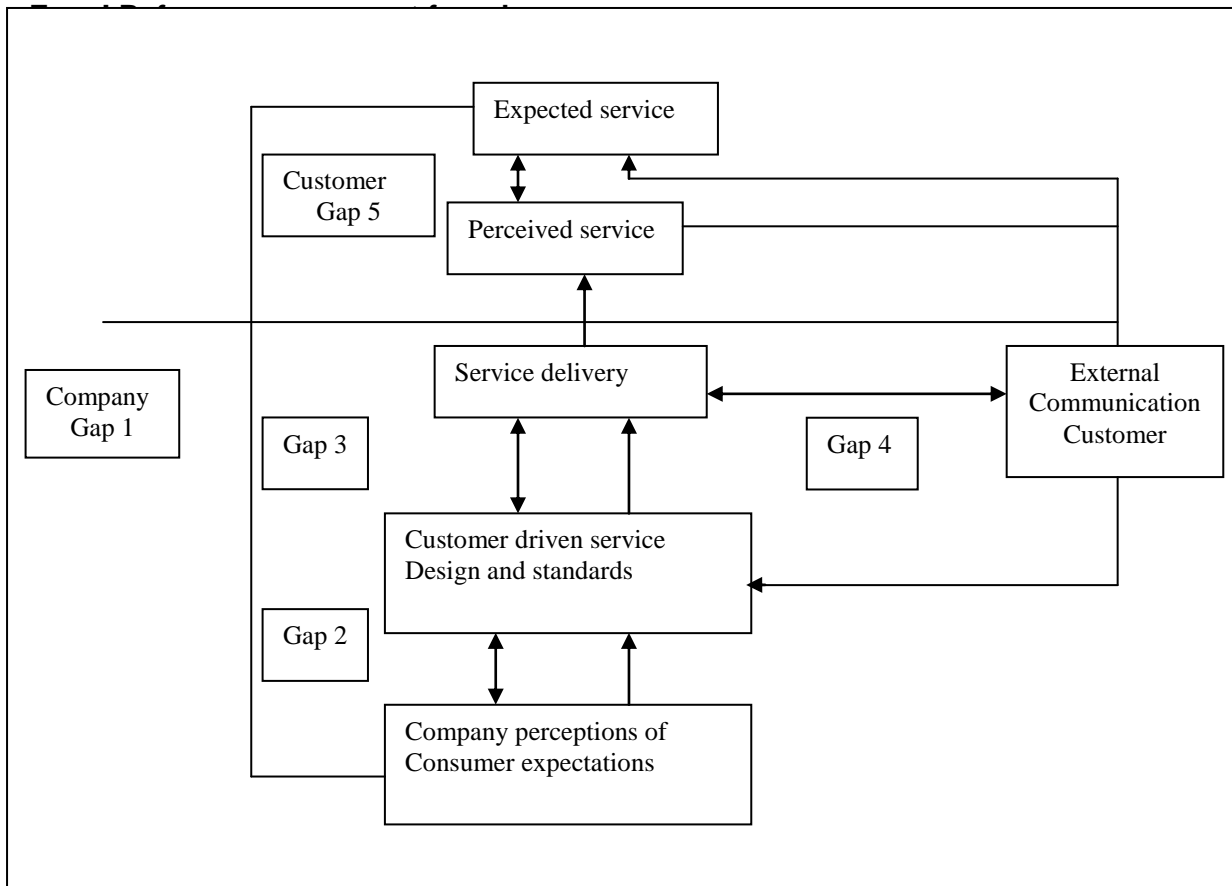 Expected service
Customer
Gap 5
Perceived service
Service delivery
Company
Gap 1
External
Communication
Customer
Gap 3
Gap 4
Customer driven service
Design and standards
Gap 2
Company perceptions of
Consumer expectations